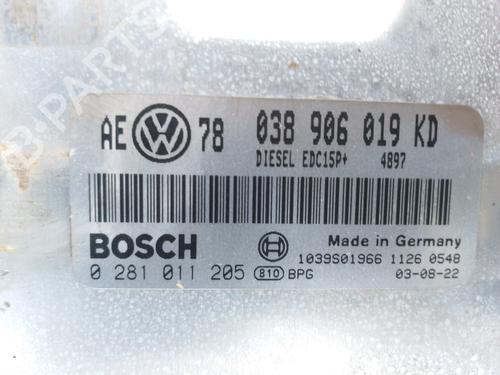 AE VW 78 038 906 019 KD
DIESEL EDC15P+ 4897
BOSCH
Made in Germany
0 281 011 205 810 BPG
1039S01966 1126 0548
03-08-22